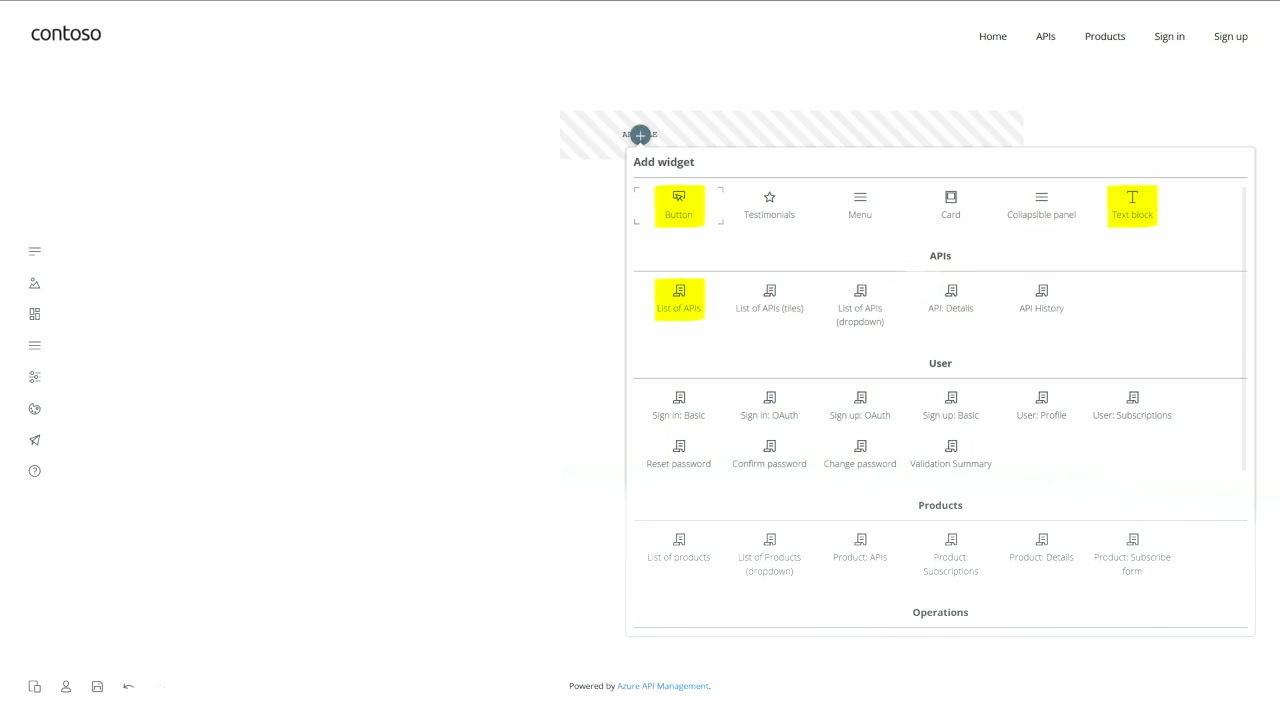 contoso
Home APIs Products Sign in Sign up
Add widget
Button Testimonials Menu Card Collapsible panel Text block
APIs
List of APIs List of APIs (tiles) List of APIs (dropdown) API: Details API History
User
Sign in: Basic Sign in: OAuth Sign up: OAuth Sign up: Basic User: Profile User: Subscriptions
Reset password Confirm password Change password Validation Summary
Products
List of products List of Products (dropdown) Product: APIs Product: Subscriptions Product: Details Product: Subscribe form
Operations
Powered by Azure API Management.